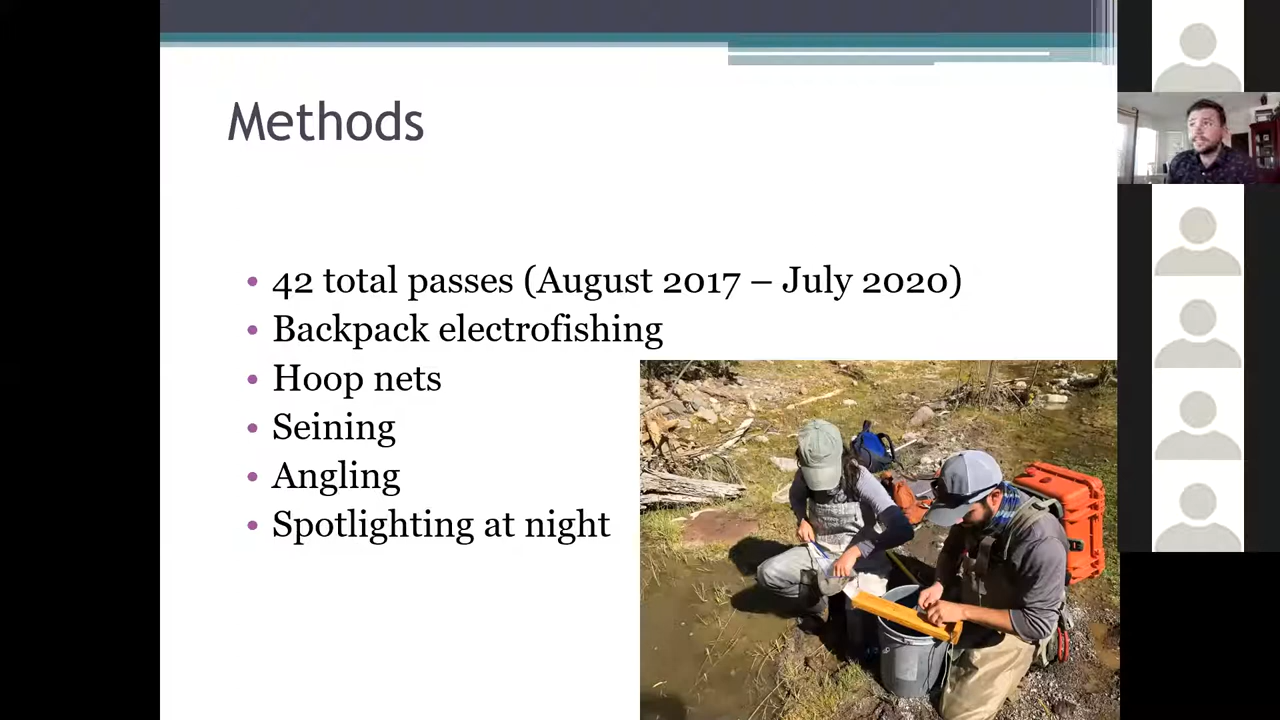 Methods
• 42 total passes (August 2017 – July 2020)
• Backpack electrofishing
• Hoop nets
• Seining
• Angling
• Spotlighting at night